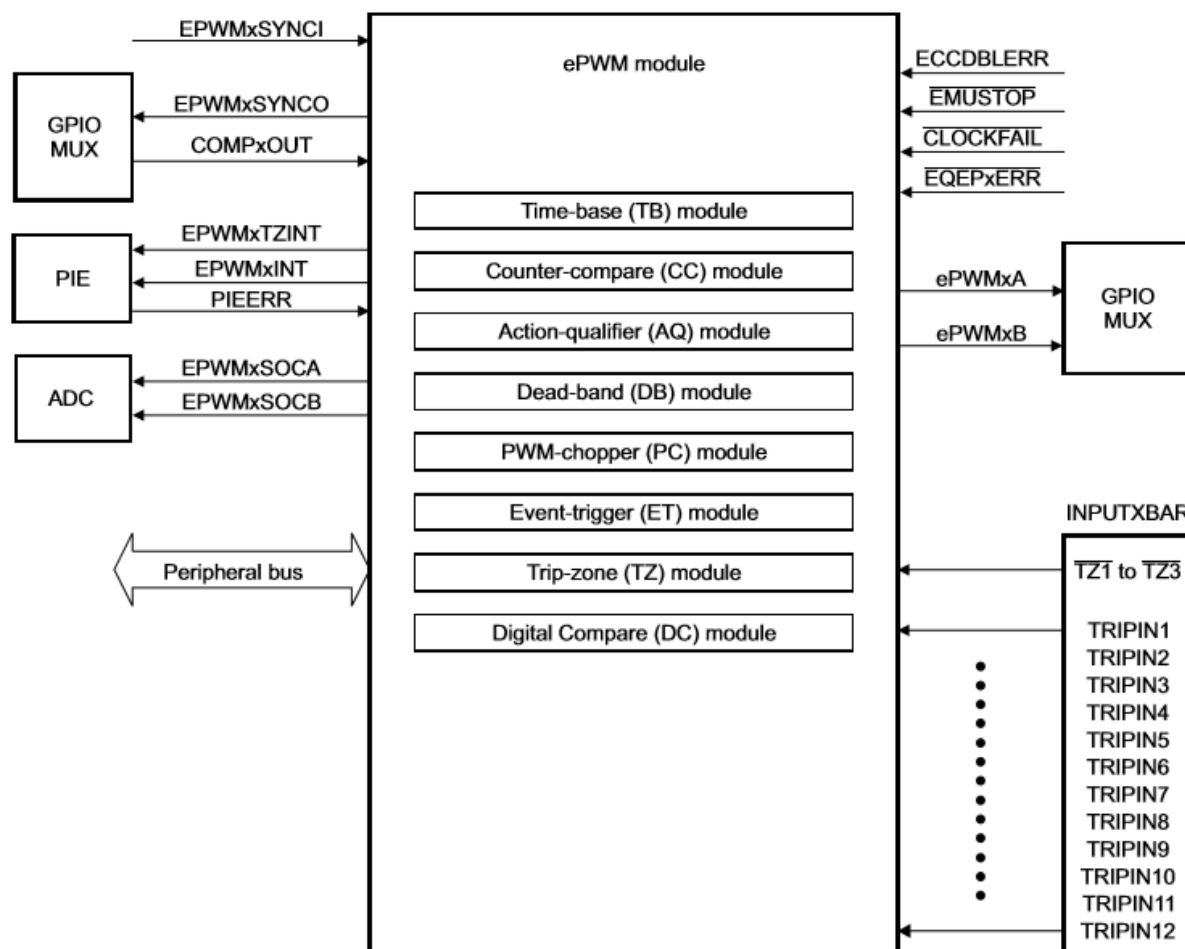 EPWMxSYNCI
ePWM module
ECCDBLERR
EMUSTOP
CLOCKFAIL
EQEPxERR
GPIO
MUX
EPWMxSYNCO
COMPxOUT
Time-base (TB) module
PIE
EPWMxTZINT
EPWMxINT
PIEERR
Counter-compare (CC) module
ePWMxA
ePWMxB
GPIO
MUX
Action-qualifier (AQ) module
ADC
EPWMxSOCA
EPWMxSOCB
Dead-band (DB) module
PWM-chopper (PC) module
Event-trigger (ET) module
INPUTXBAR
Peripheral bus
Trip-zone (TZ) module
TZ1 to TZ3
Digital Compare (DC) module
TRIPIN1
TRIPIN2
TRIPIN3
TRIPIN4
TRIPIN5
TRIPIN6
TRIPIN7
TRIPIN8
TRIPIN9
TRIPIN10
TRIPIN11
TRIPIN12